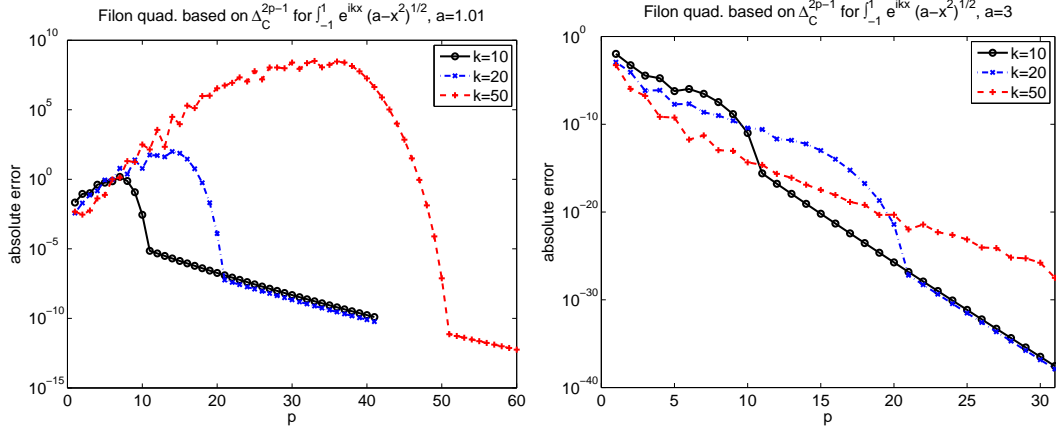 Filon quad. based on Δ_C^{2p−1} for ∫_{−1}^1 e^{ikx} (a−x^2)^{1/2}, a=1.01
10^10
10^5
10^0
10^−5
10^−10
10^−15
absolute error
0 10 20 30 40 50 60
p
k=10
k=20
k=50
Filon quad. based on Δ_C^{2p−1} for ∫_{−1}^1 e^{ikx} (a−x^2)^{1/2}, a=3
10^0
10^−10
10^−20
10^−30
10^−40
absolute error
0 5 10 15 20 25 30
p
k=10
k=20
k=50